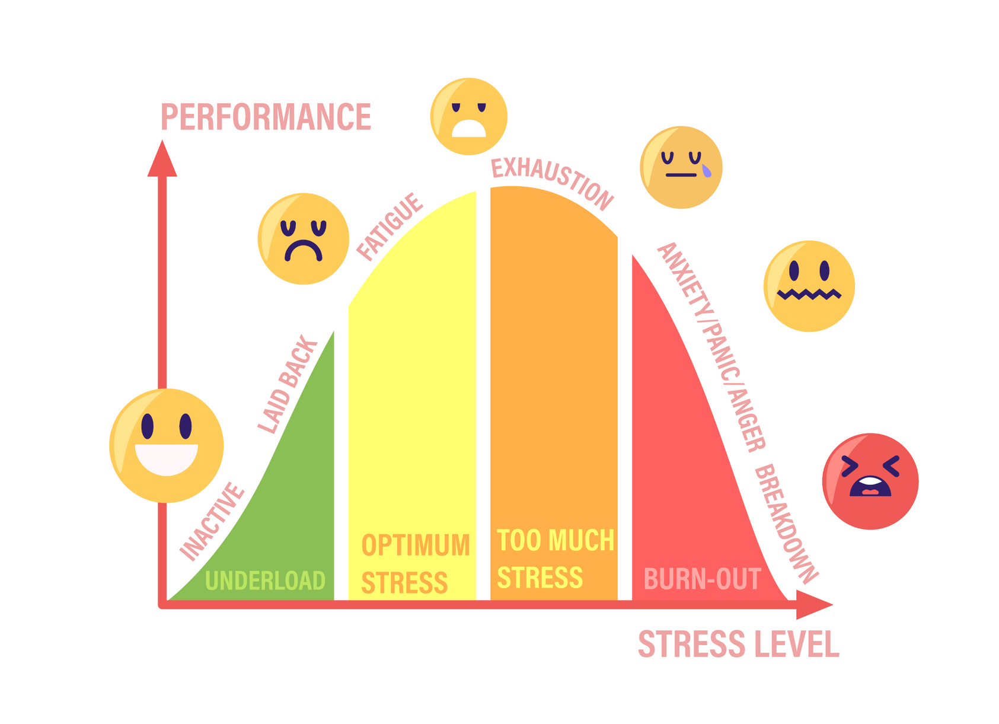 PERFORMANCE
EXHAUSTION
FATIGUE
LAID BACK
INACTIVE
ANXIETY/PANIC/ANGER
BREAKDOWN
UNDERLOAD
OPTIMUM
STRESS
TOO MUCH
STRESS
BURN-OUT
STRESS LEVEL